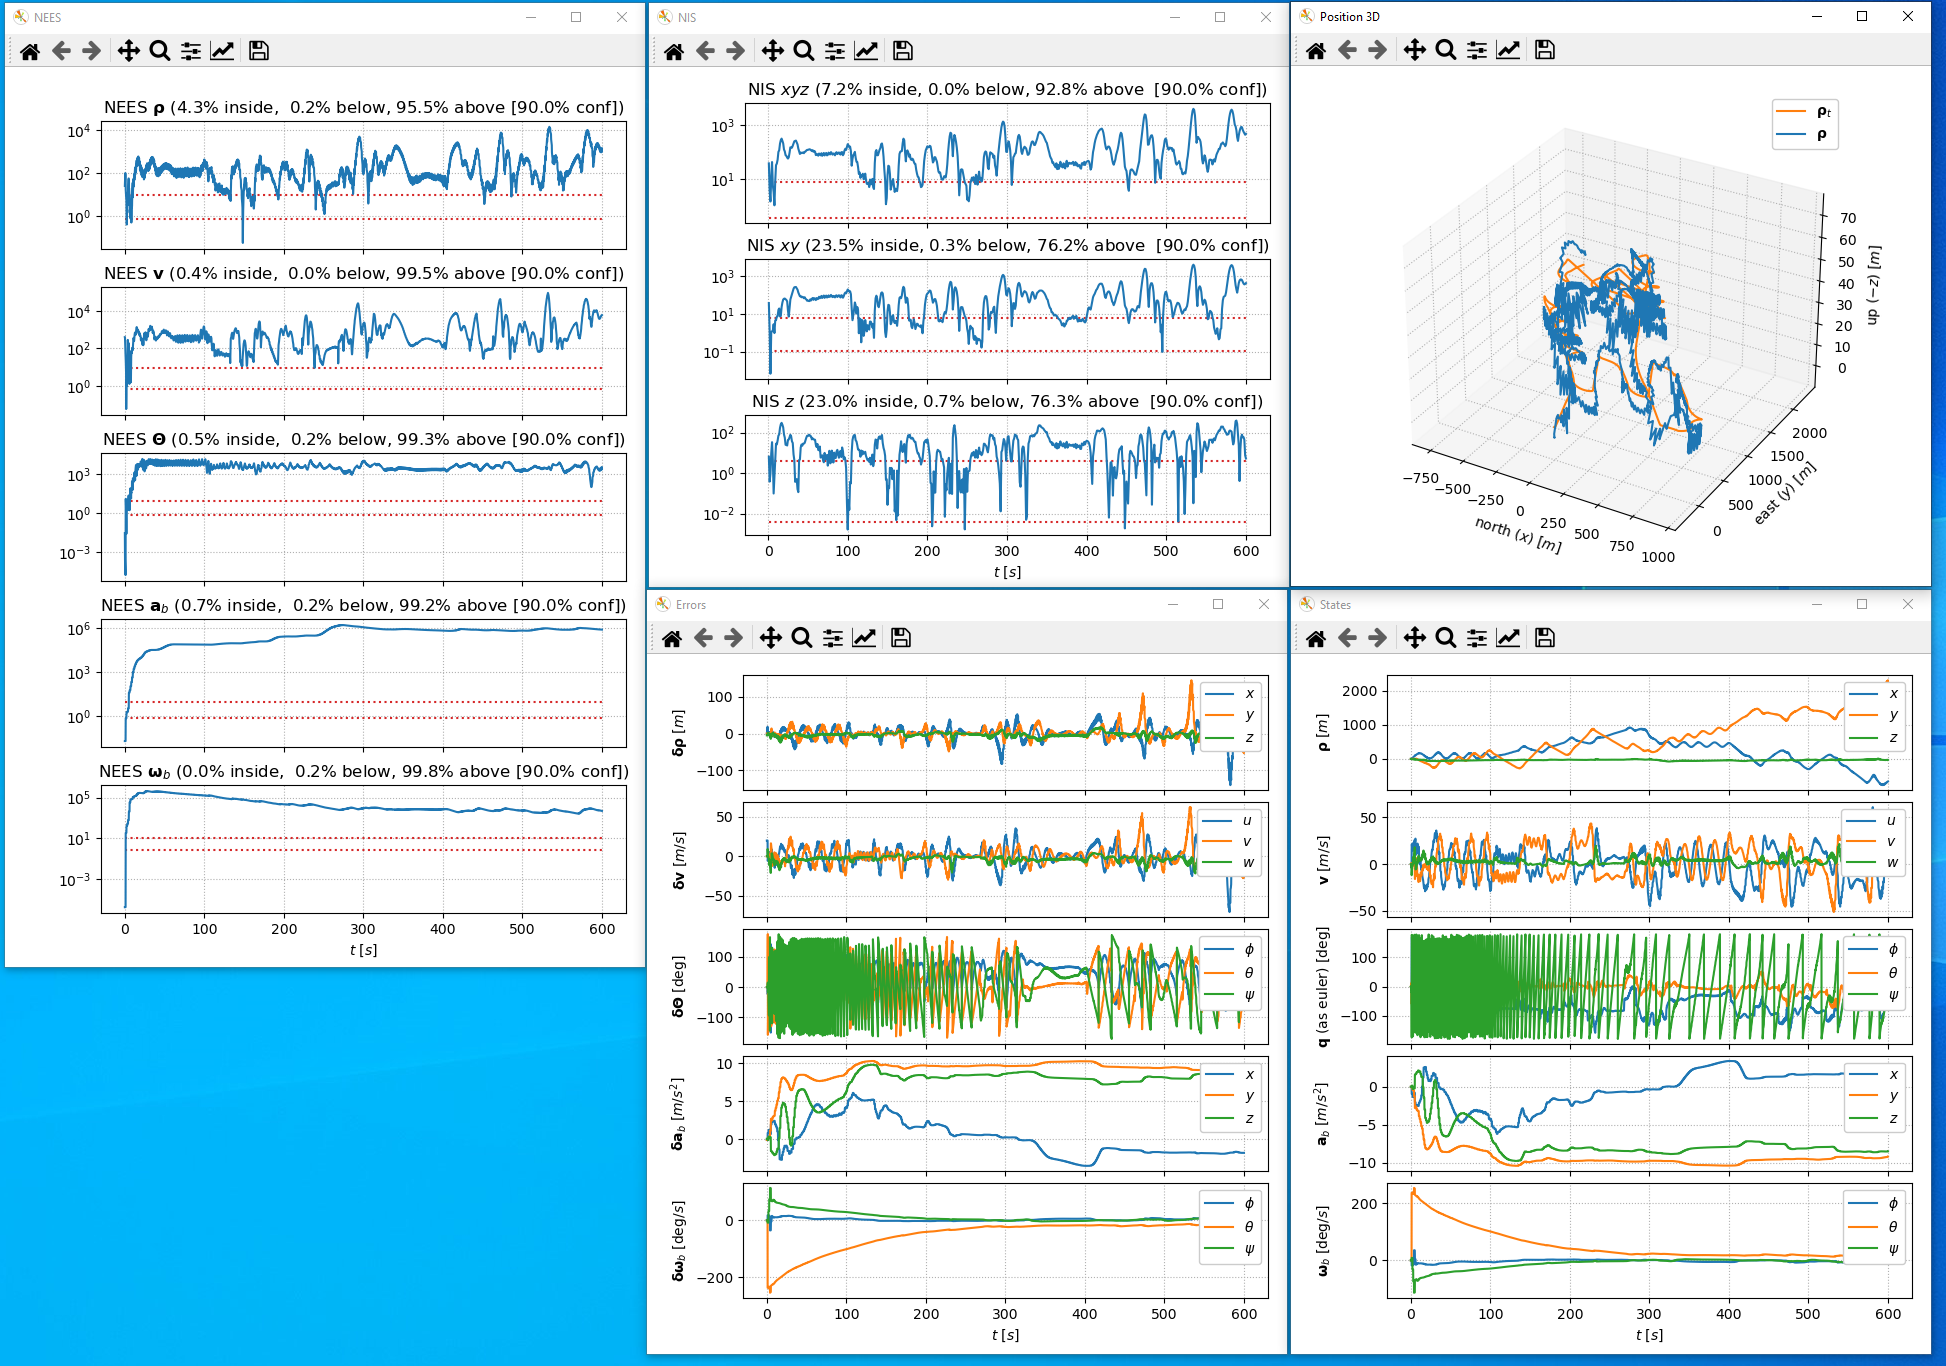 NEES
NEES ρ (4.3% inside,  0.2% below, 95.5% above [90.0% conf])
10⁴
10²
10⁰
NEES v (0.4% inside,  0.0% below, 99.5% above [90.0% conf])
10⁴
10²
10⁰
NEES Θ (0.5% inside,  0.2% below, 99.3% above [90.0% conf])
10³
10⁰
10⁻³
NEES a_b (0.7% inside,  0.2% below, 99.2% above [90.0% conf])
10⁶
10³
10⁰
NEES ω_b (0.0% inside,  0.2% below, 99.8% above [90.0% conf])
10⁵
10¹
10⁻³
0 100 200 300 400 500 600
t [s]
NIS
NIS xyz (7.2% inside, 0.0% below, 92.8% above  [90.0% conf])
10³
10¹
NIS xy (23.5% inside, 0.3% below, 76.2% above  [90.0% conf])
10³
10¹
10⁻¹
NIS z (23.0% inside, 0.7% below, 76.3% above  [90.0% conf])
10²
10⁰
10⁻²
0 100 200 300 400 500 600
t [s]
Position 3D
ρₜ
ρ
70
60
50
40
30
20
10
0
up (−z) [m]
2000
1500
1000
500
0
east (y) [m]
−750 −500 −250 0 250 500 750 1000
north (x) [m]
Errors
100
0
−100
δρ [m]
x
y
z
50
0
−50
δv [m/s]
u
v
w
100
0
−100
δΘ [deg]
ϕ
θ
ψ
10
5
0
δa_b [m/s²]
x
y
z
0
−200
δω_b [deg/s]
ϕ
θ
ψ
0 100 200 300 400 500 600
t [s]
States
2000
1000
0
ρ [m]
x
y
z
50
0
−50
v [m/s]
u
v
w
100
0
−100
q (as euler) [deg]
ϕ
θ
ψ
0
−5
−10
a_b [m/s²]
x
y
z
200
0
ω_b [deg/s]
ϕ
θ
ψ
0 100 200 300 400 500 600
t [s]